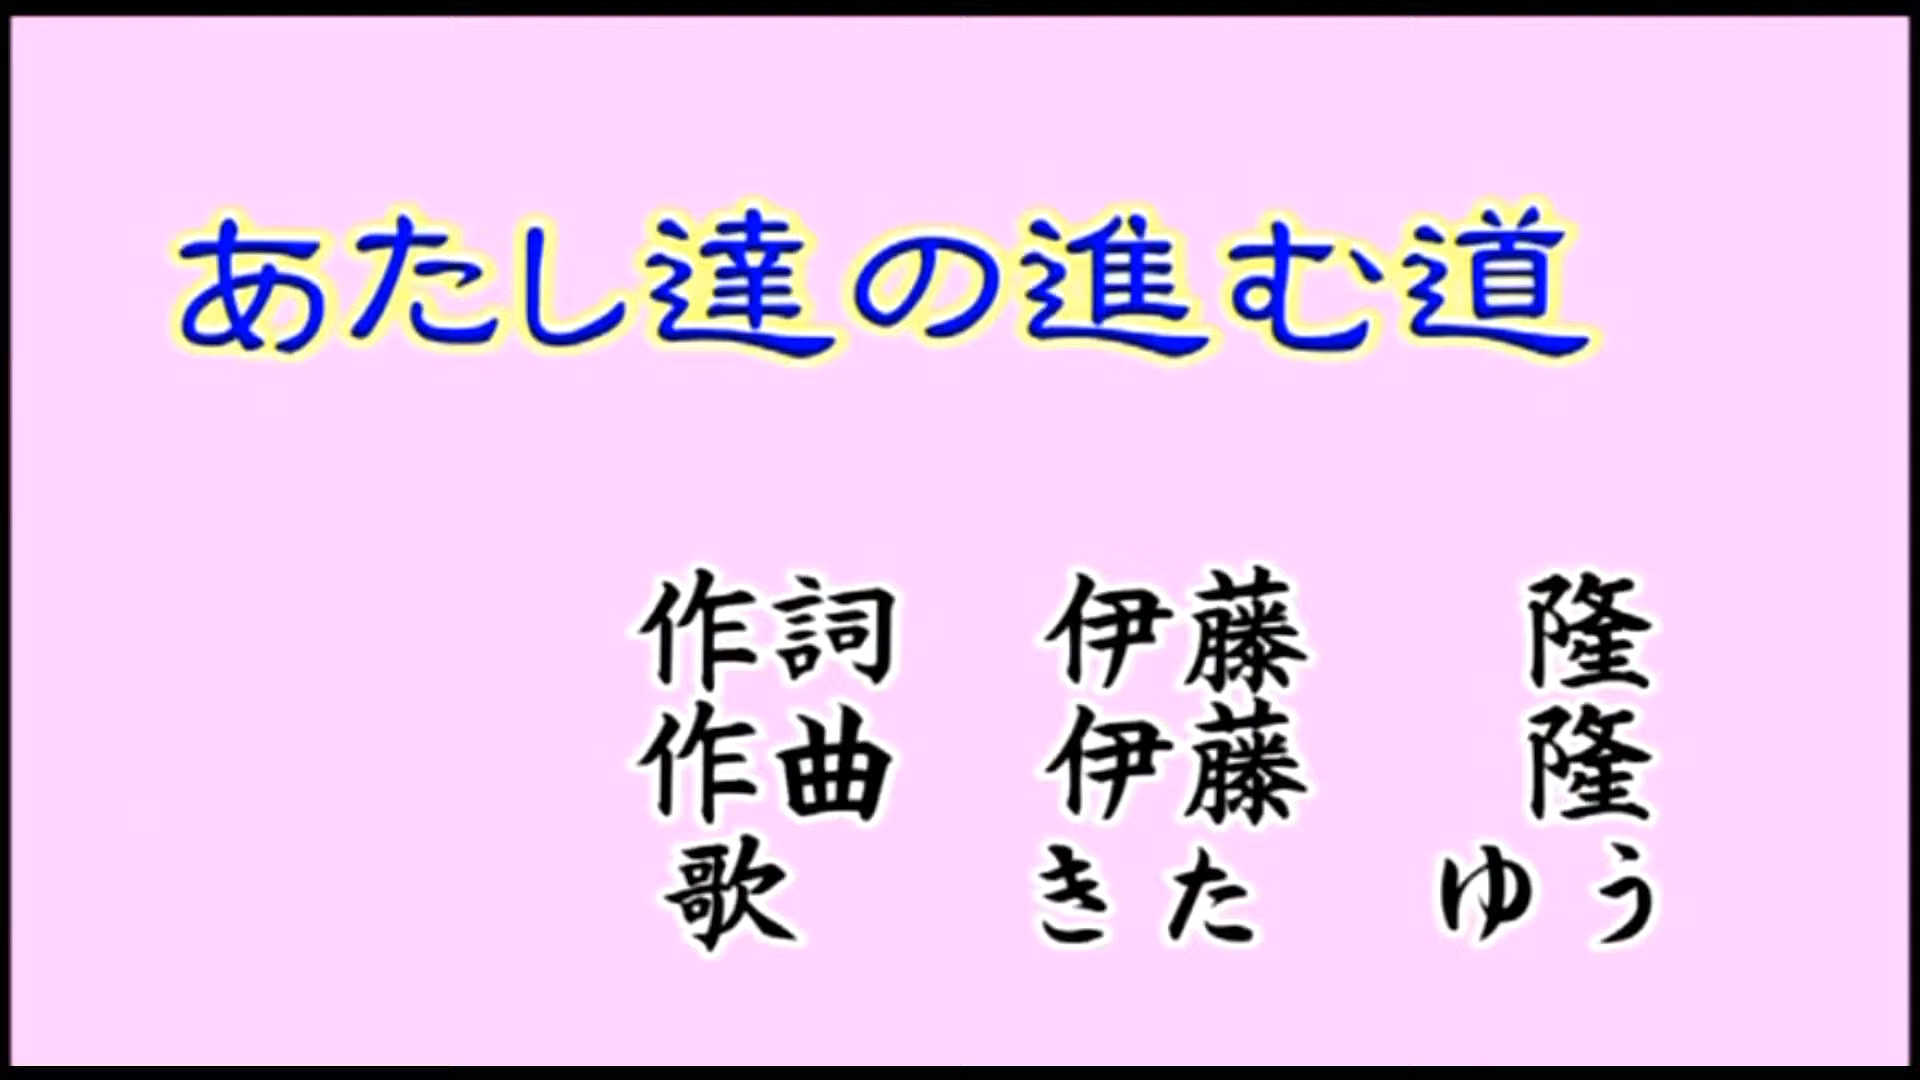 あたし達の進む道
作詞 伊藤 隆
作曲 伊藤 隆
歌 きた ゆう